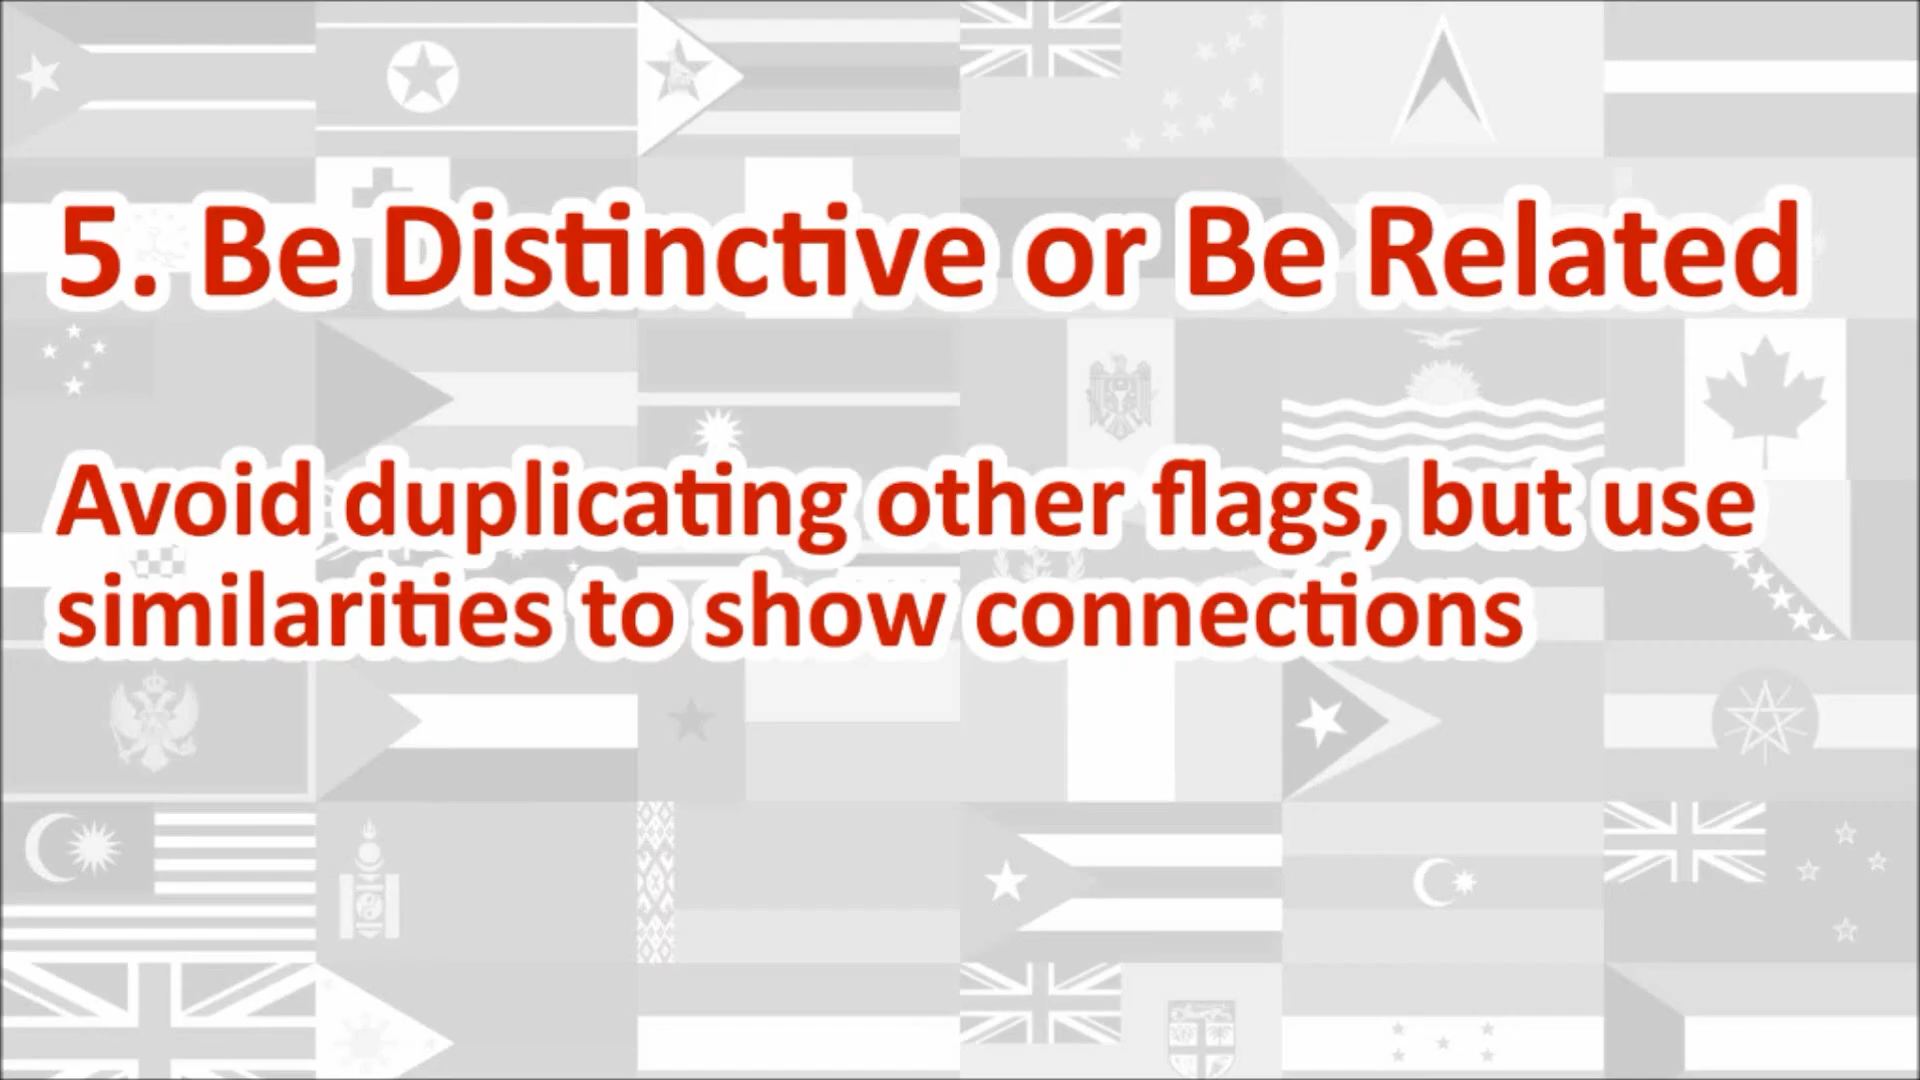 5. Be Distinctive or Be Related
Avoid duplicating other flags, but use
similarities to show connections